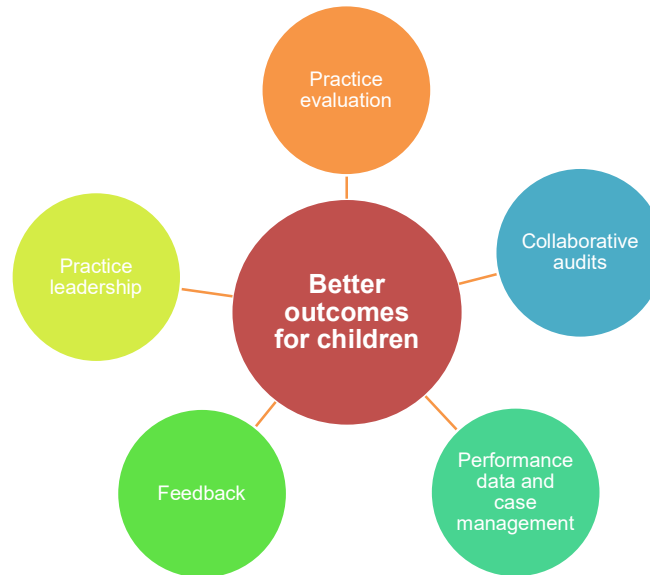 Practice
evaluation
Collaborative
audits
Practice
leadership
Better
outcomes
for children
Performance
data and
case
management
Feedback